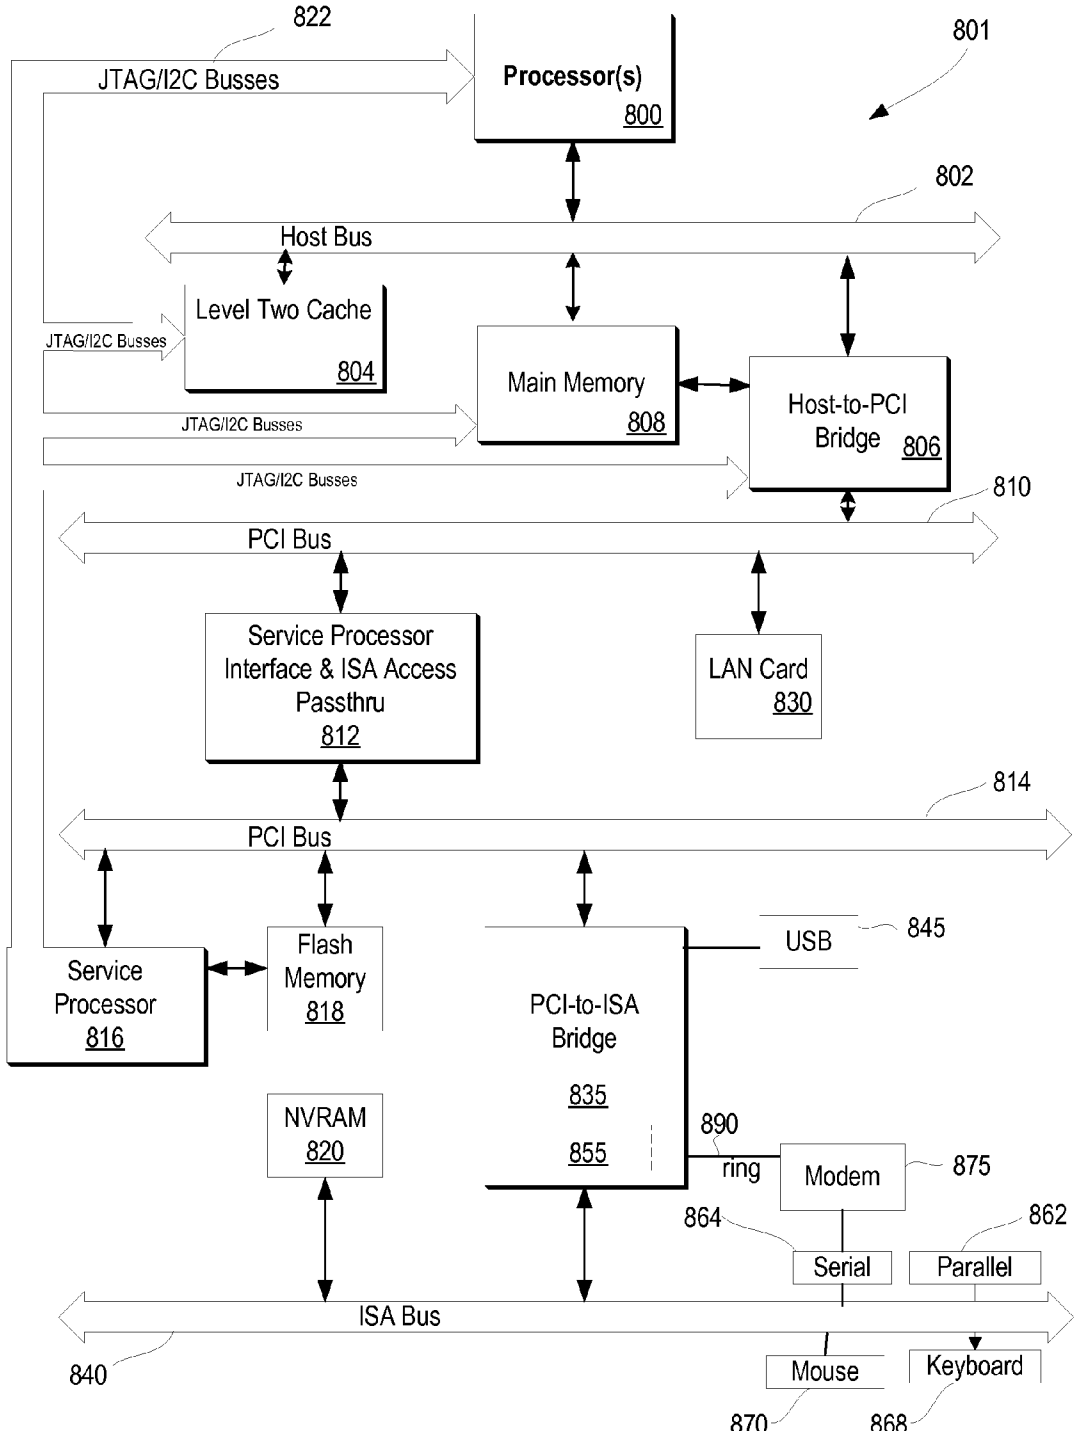 822
801
JTAG/I2C Busses
Processor(s)
800
802
Host Bus
Level Two Cache
804
JTAG/I2C Busses
Main Memory
808
Host-to-PCI
Bridge
806
JTAG/I2C Busses
JTAG/I2C Busses
810
PCI Bus
Service Processor
Interface & ISA Access
Passthru
812
LAN Card
830
814
PCI Bus
845
USB
Service
Processor
816
Flash
Memory
818
PCI-to-ISA
Bridge
835
855
NVRAM
820
890
ring
Modem
875
864
862
Serial
Parallel
ISA Bus
840
Mouse
Keyboard
870
868